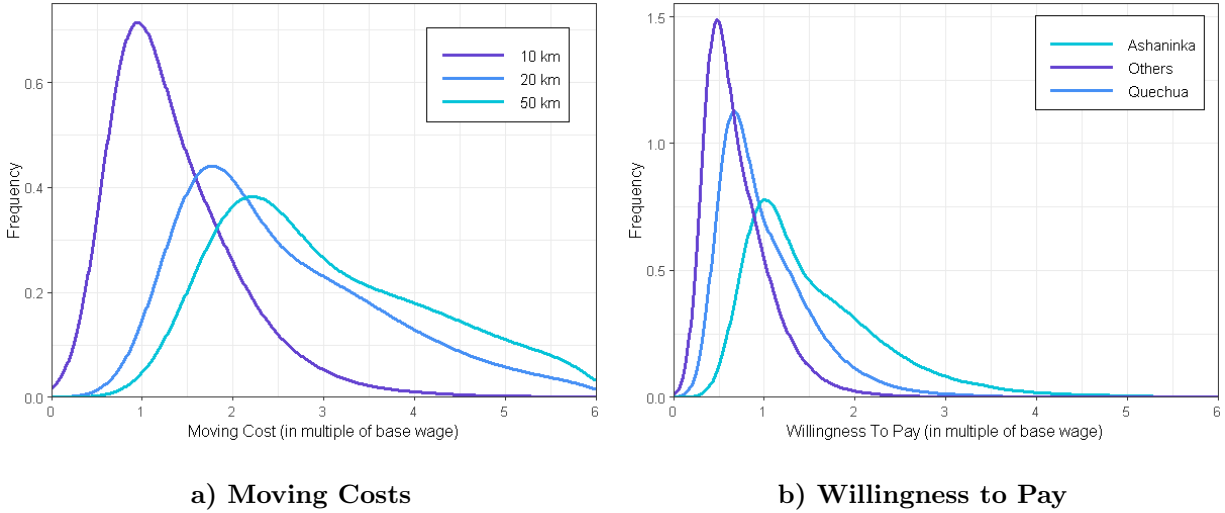 10 km
20 km
50 km
0.6
0.4
0.2
0.0
Frequency
0 1 2 3 4 5 6
Moving Cost (in multiple of base wage)
a) Moving Costs
Ashaninka
Others
Quechua
1.5
1.0
0.5
0.0
Frequency
0 1 2 3 4 5 6
Willingness To Pay (in multiple of base wage)
b) Willingness to Pay